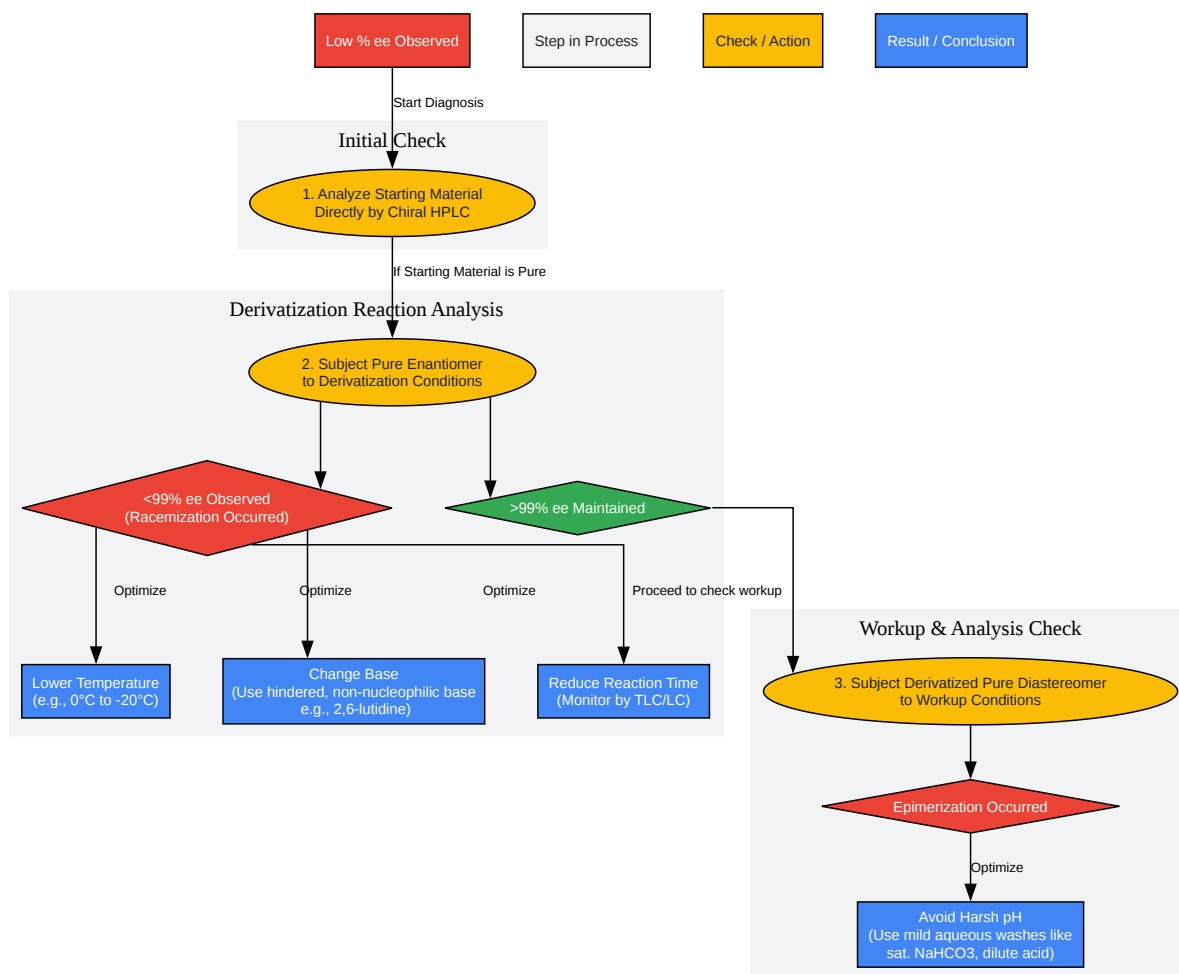 Low % ee Observed
Step in Process
Check / Action
Result / Conclusion
Start Diagnosis
Initial Check
1. Analyze Starting Material
Directly by Chiral HPLC
If Starting Material is Pure
Derivatization Reaction Analysis
2. Subject Pure Enantiomer
to Derivatization Conditions
<99% ee Observed
(Racemization Occurred)
>99% ee Maintained
Optimize
Optimize
Optimize
Proceed to check workup
Lower Temperature
(e.g., 0°C to -20°C)
Change Base
(Use hindered, non-nucleophilic base
e.g., 2,6-lutidine)
Reduce Reaction Time
(Monitor by TLC/LC)
Workup & Analysis Check
3. Subject Derivatized Pure Diastereomer
to Workup Conditions
Epimerization Occurred
Optimize
Avoid Harsh pH
(Use mild aqueous washes like
sat. NaHCO3, dilute acid)